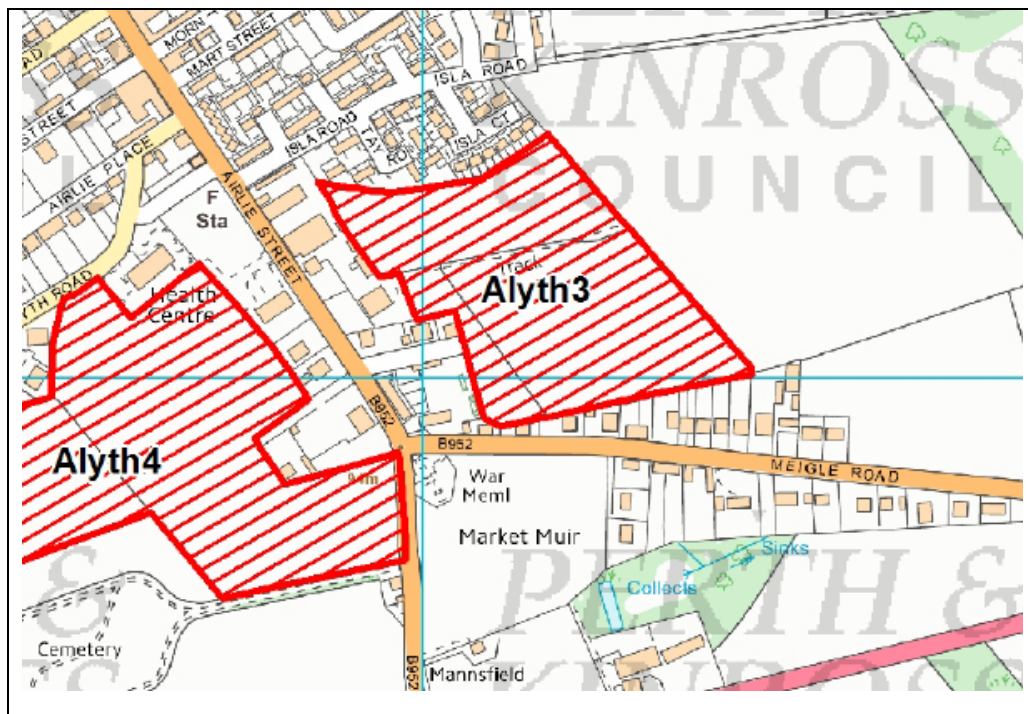 PERTH &
KINROSS
COUNCIL
MORN
MART STREET
ISLA ROAD
STREET
ISLA ROAD
TAY
ISLA CT
AIRLIE PLACE
AIRLIE STREET
F
Sta
YTH ROAD
Health
Centre
Track
Alyth3
B952
B952
Alyth4
War
Meml
MEIGLE ROAD
Market Muir
Sinks
Collects
PERTH &
KINROSS
Cemetery
B952
Mannsfield